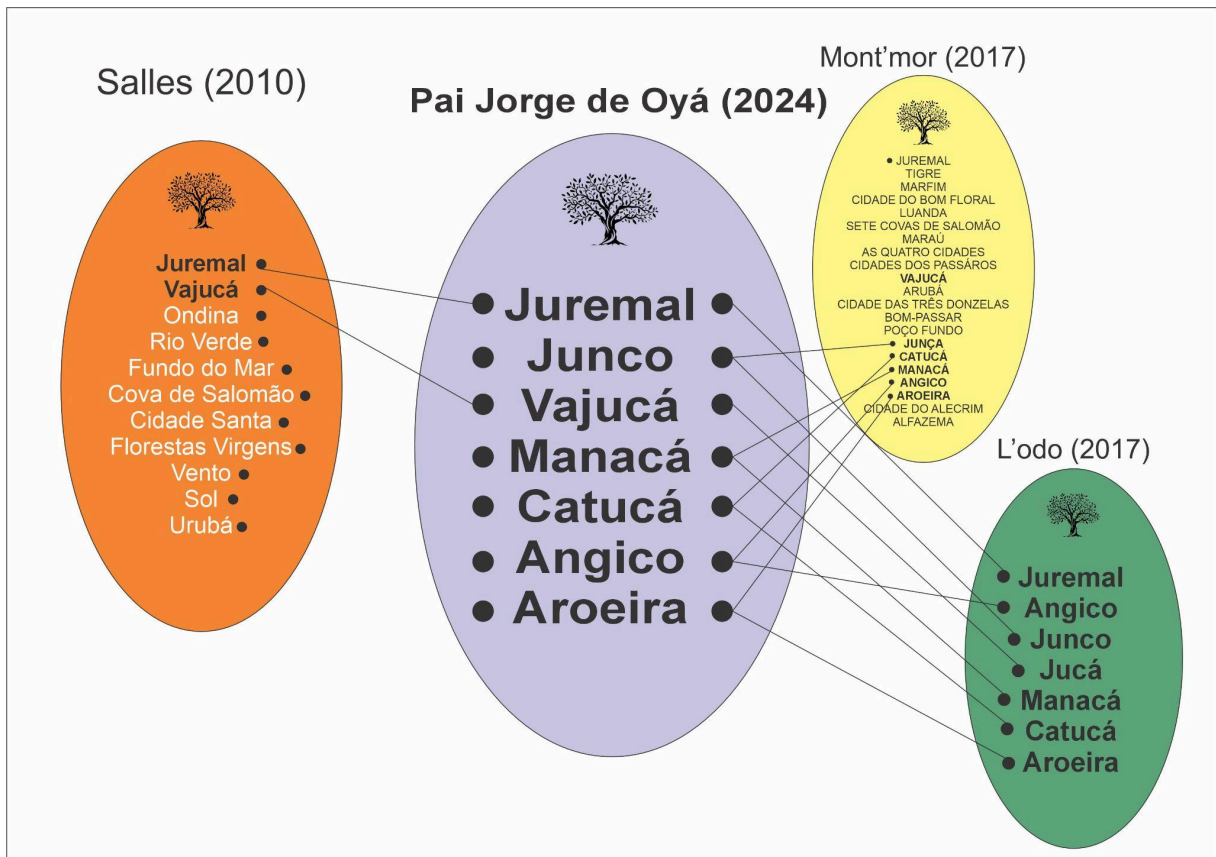 Salles (2010)
Juremal
Vajucá
Ondina
Rio Verde
Fundo do Mar
Cova de Salomão
Cidade Santa
Florestas Virgens
Vento
Sol
Urubá
Pai Jorge de Oyá (2024)
Juremal
Junco
Vajucá
Manacá
Catucá
Angico
Aroeira
Mont'mor (2017)
JUREMAL
TIGRE
MARFIM
CIDADE DO BOM FLORAL
LUANDA
SETE COVAS DE SALOMÃO
MARAÚ
AS QUATRO CIDADES
CIDADES DOS PASSÁROS
VAJUCÁ
ARUBÁ
CIDADE DAS TRÊS DONZELAS
BOM-PASSAR
POÇO FUNDO
JUNÇA
CATUCÁ
MANACÁ
ANGICO
AROEIRA
CIDADE DO ALECRIM
ALFAZEMA
L'odo (2017)
Juremal
Angico
Junco
Jucá
Manacá
Catucá
Aroeira